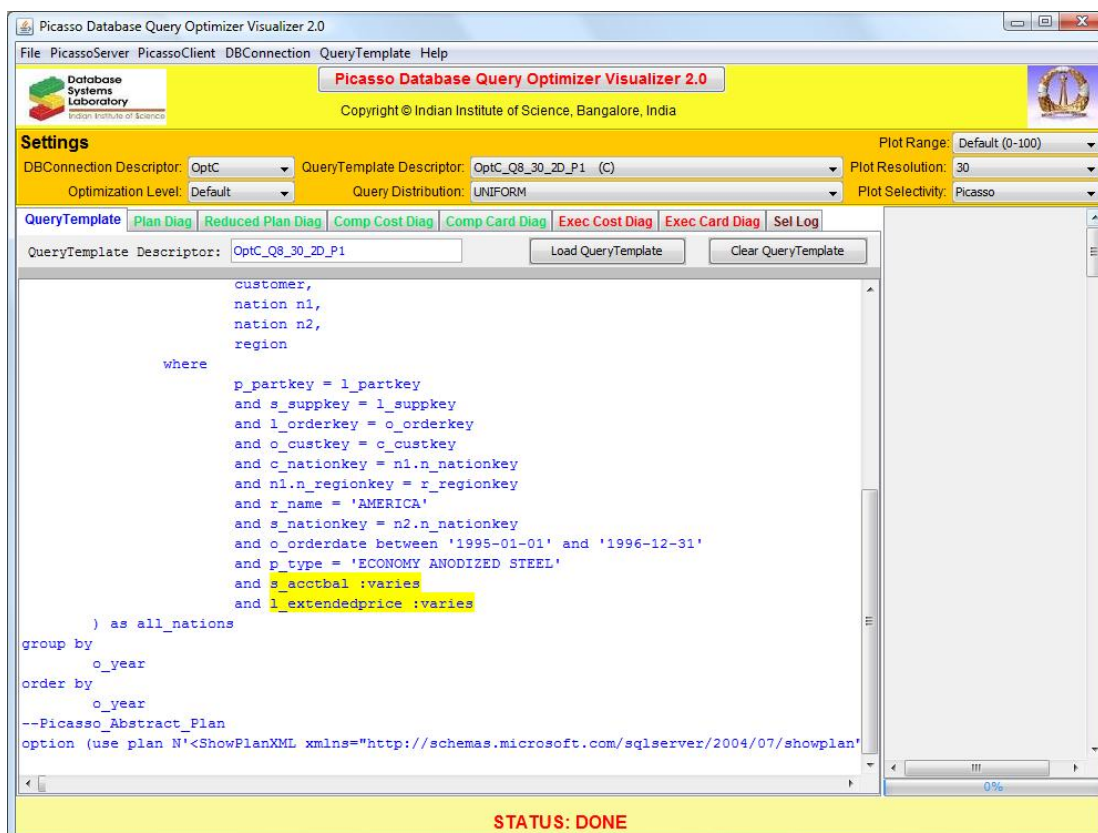 Picasso Database Query Optimizer Visualizer 2.0
File PicassoServer PicassoClient DBConnection QueryTemplate Help
Database
Systems
Laboratory
Indian Institute of Science
Picasso Database Query Optimizer Visualizer 2.0
Copyright © Indian Institute of Science, Bangalore, India
Settings
Plot Range: Default (0-100)
DBConnection Descriptor: OptC QueryTemplate Descriptor: OptC_Q8_30_2D_P1 (C) Plot Resolution: 30
Optimization Level: Default Query Distribution: UNIFORM Plot Selectivity: Picasso
QueryTemplate Plan Diag Reduced Plan Diag Comp Cost Diag Comp Card Diag Exec Cost Diag Exec Card Diag Sel Log
QueryTemplate Descriptor: OptC_Q8_30_2D_P1 Load QueryTemplate Clear QueryTemplate
customer,
nation n1,
nation n2,
region
where
p_partkey = l_partkey
and s_suppkey = l_suppkey
and l_orderkey = o_orderkey
and o_custkey = c_custkey
and c_nationkey = n1.n_nationkey
and n1.n_regionkey = r_regionkey
and r_name = 'AMERICA'
and s_nationkey = n2.n_nationkey
and o_orderdate between '1995-01-01' and '1996-12-31'
and p_type = 'ECONOMY ANODIZED STEEL'
and s_acctbal :varies
and l_extendedprice :varies
) as all_nations
group by
o_year
order by
o_year
--Picasso_Abstract_Plan
option (use plan N'<ShowPlanXML xmlns="http://schemas.microsoft.com/sqlserver/2004/07/showplan"
0%
STATUS: DONE